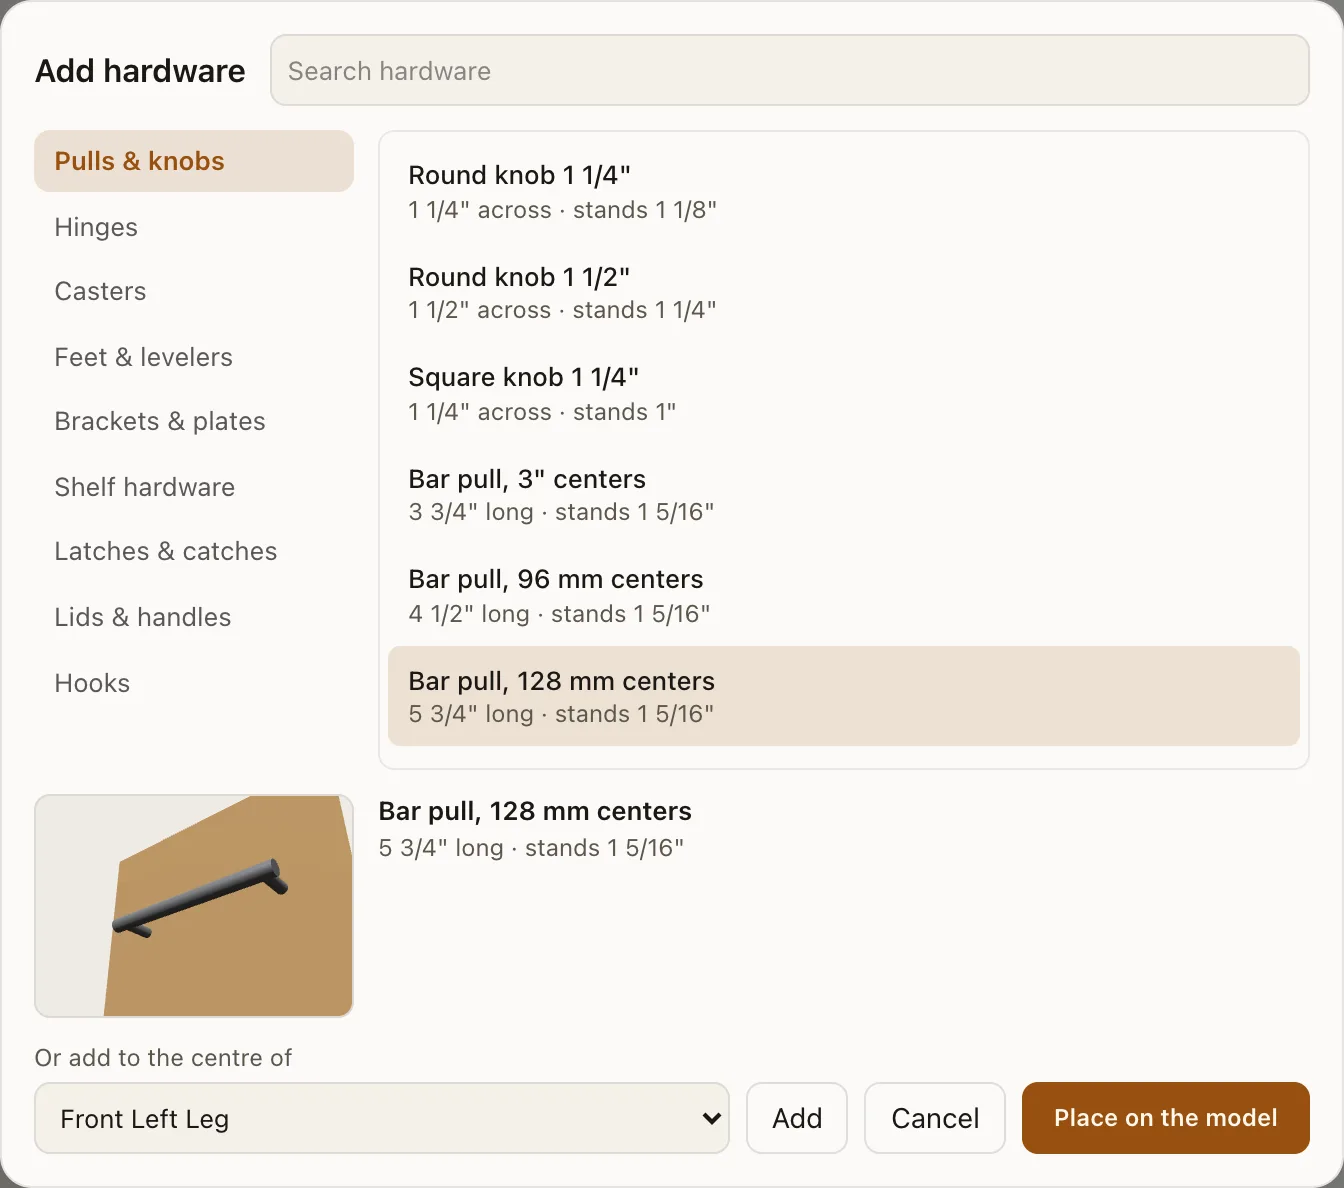 Add hardware
Search hardware
Pulls & knobs
Hinges
Casters
Feet & levelers
Brackets & plates
Shelf hardware
Latches & catches
Lids & handles
Hooks
Round knob 1 1/4"
1 1/4" across · stands 1 1/8"
Round knob 1 1/2"
1 1/2" across · stands 1 1/4"
Square knob 1 1/4"
1 1/4" across · stands 1"
Bar pull, 3" centers
3 3/4" long · stands 1 5/16"
Bar pull, 96 mm centers
4 1/2" long · stands 1 5/16"
Bar pull, 128 mm centers
5 3/4" long · stands 1 5/16"
Bar pull, 128 mm centers
5 3/4" long · stands 1 5/16"
Or add to the centre of
Front Left Leg
Add
Cancel
Place on the model